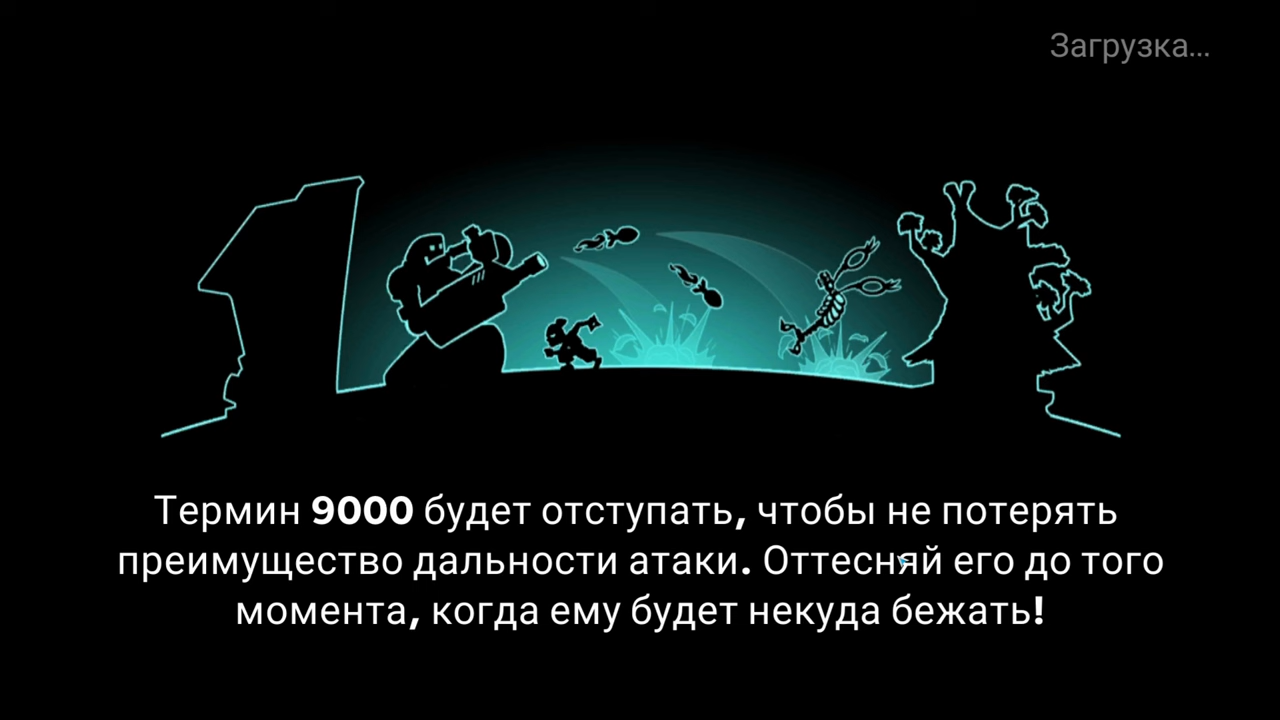 Загрузка...
Термин 9000 будет отступать, чтобы не потерять
преимущество дальности атаки. Оттесняй его до того
момента, когда ему будет некуда бежать!